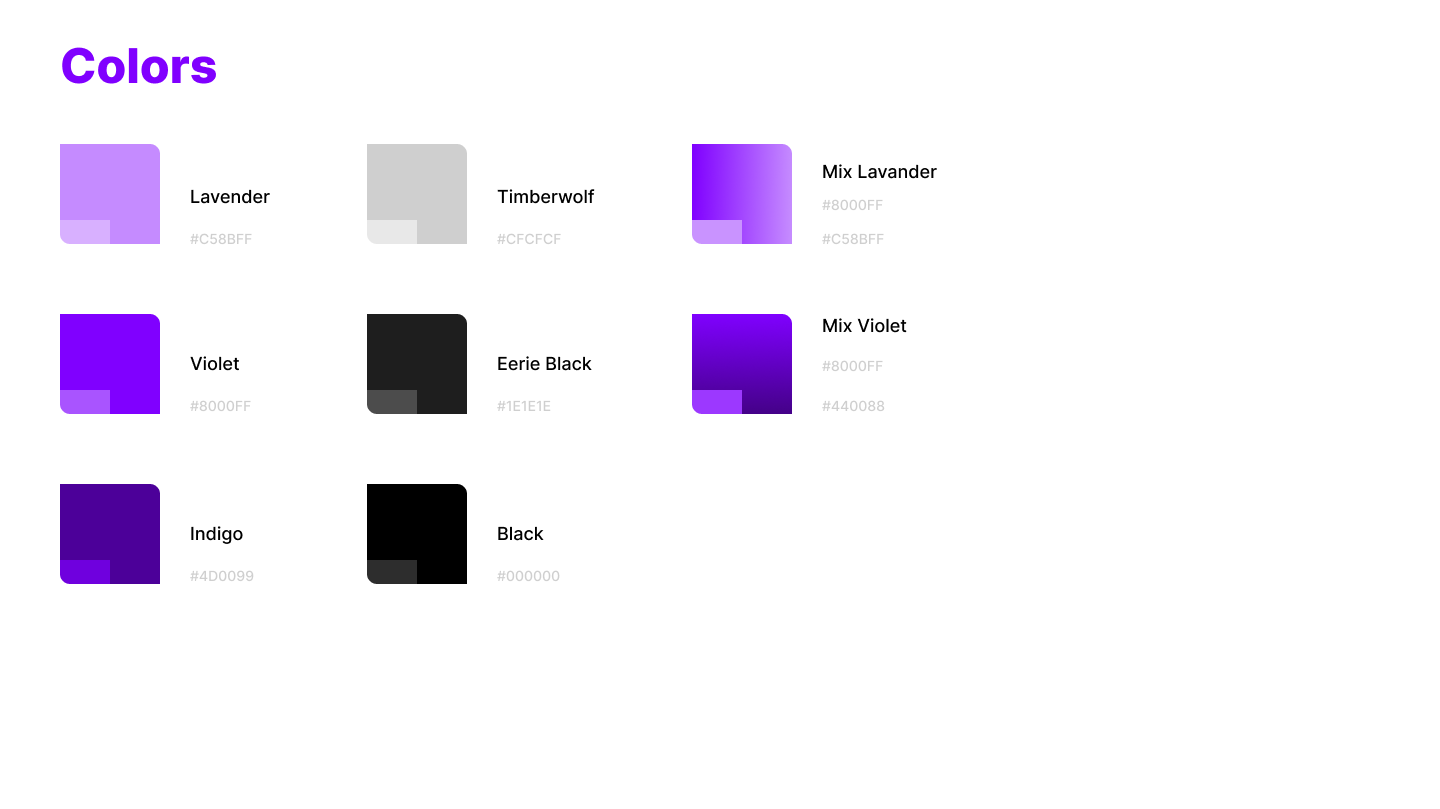 Colors
Lavender
#C58BFF
Timberwolf
#CFCFCF
Mix Lavander
#8000FF
#C58BFF
Violet
#8000FF
Eerie Black
#1E1E1E
Mix Violet
#8000FF
#440088
Indigo
#4D0099
Black
#000000